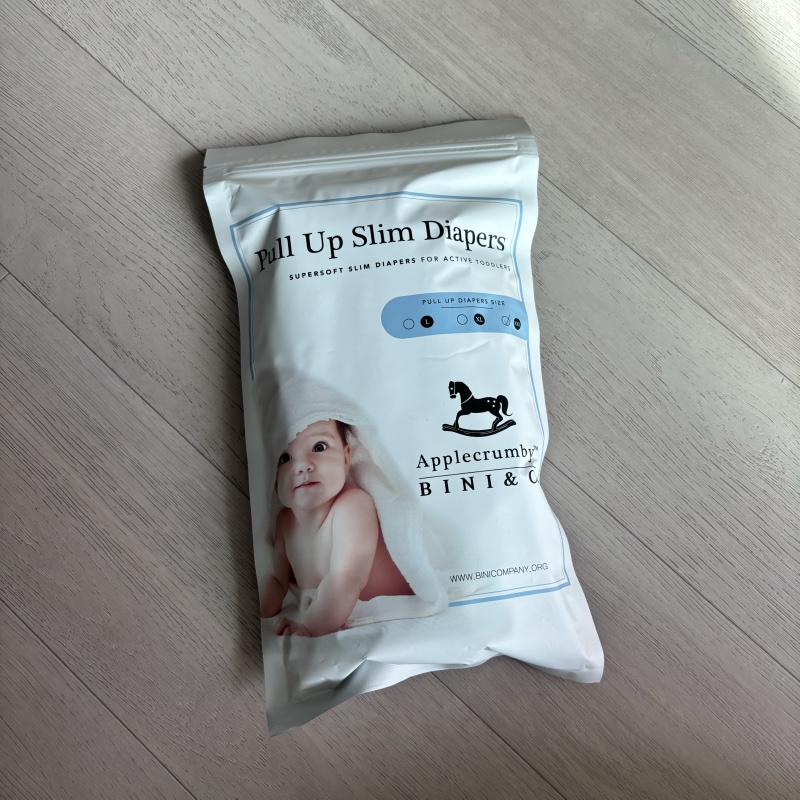 Pull Up Slim Diapers
SUPERSOFT SLIM DIAPERS FOR ACTIVE TODDLERS
PULL UP DIAPERS SIZE
L XL
Applecrumby™
BINI & C
WWW.BINICOMPANY.ORG